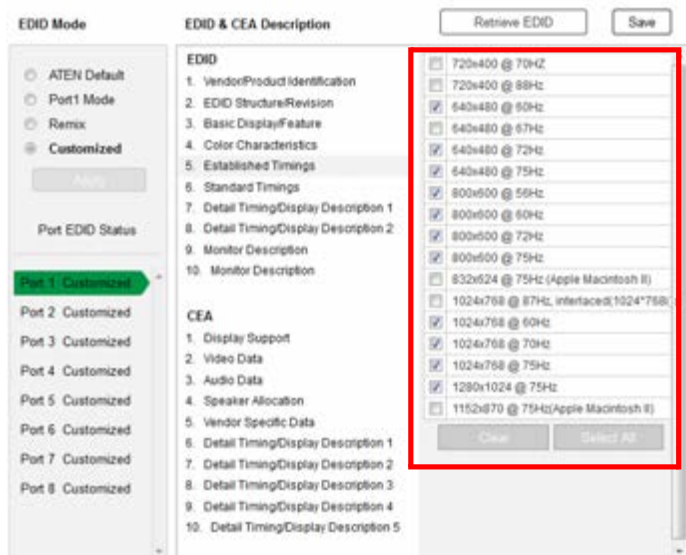 EDID Mode
EDID & CEA Description
Retrieve EDID
Save
ATEN Default
Port1 Mode
Remix
Customized
Apply
Port EDID Status
Port 1 Customized
Port 2 Customized
Port 3 Customized
Port 4 Customized
Port 5 Customized
Port 6 Customized
Port 7 Customized
Port 8 Customized
EDID
1. Vendor/Product Identification
2. EDID Structure/Revision
3. Basic Display/Feature
4. Color Characteristics
5. Established Timings
6. Standard Timings
7. Detail Timing/Display Description 1
8. Detail Timing/Display Description 2
9. Monitor Description
10. Monitor Description
CEA
1. Display Support
2. Video Data
3. Audio Data
4. Speaker Allocation
5. Vendor Specific Data
6. Detail Timing/Display Description 1
7. Detail Timing/Display Description 2
8. Detail Timing/Display Description 3
9. Detail Timing/Display Description 4
10. Detail Timing/Display Description 5
720x400 @ 70HZ
720x400 @ 88Hz
640x480 @ 60Hz
640x480 @ 67Hz
640x480 @ 72Hz
640x480 @ 75Hz
800x600 @ 56Hz
800x600 @ 60Hz
800x600 @ 72Hz
800x600 @ 75Hz
832x624 @ 75Hz (Apple Macintosh II)
1024x768 @ 87Hz, interlaced(1024*768i
1024x768 @ 60Hz
1024x768 @ 70Hz
1024x768 @ 75Hz
1280x1024 @ 75Hz
1152x870 @ 75Hz(Apple Macintosh II)
Clear
Select All